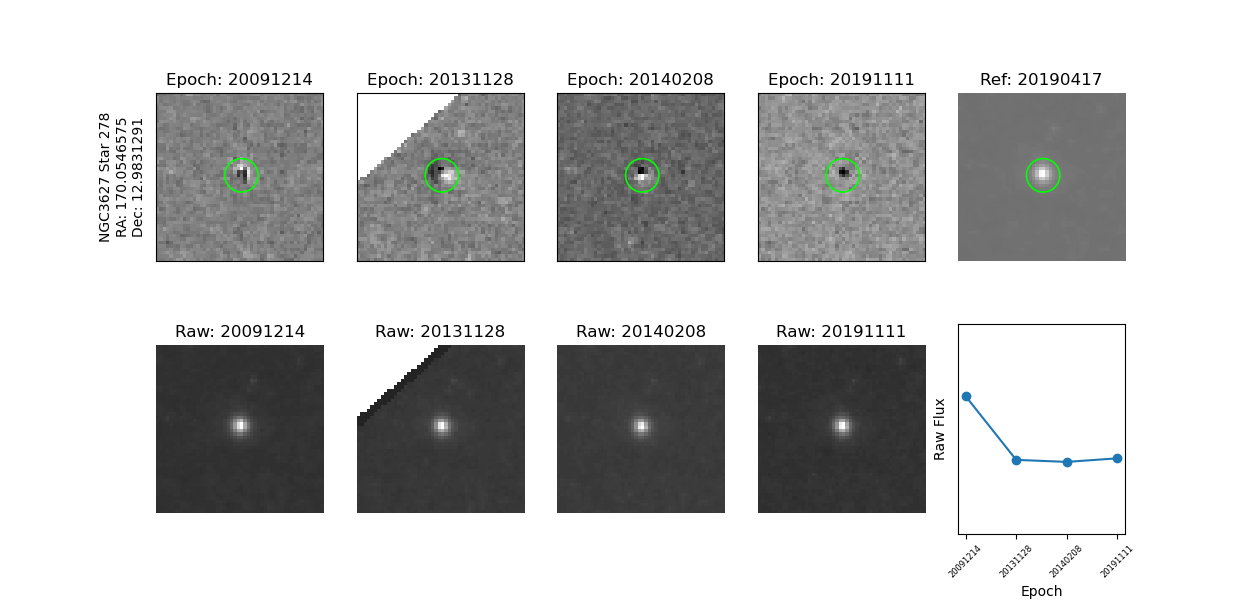 NGC3627 Star 278
RA: 170.0546575
Dec: 12.9831291
Epoch: 20091214
Epoch: 20131128
Epoch: 20140208
Epoch: 20191111
Ref: 20190417
Raw: 20091214
Raw: 20131128
Raw: 20140208
Raw: 20191111
Raw Flux
20091214
20131128
20140208
20191111
Epoch